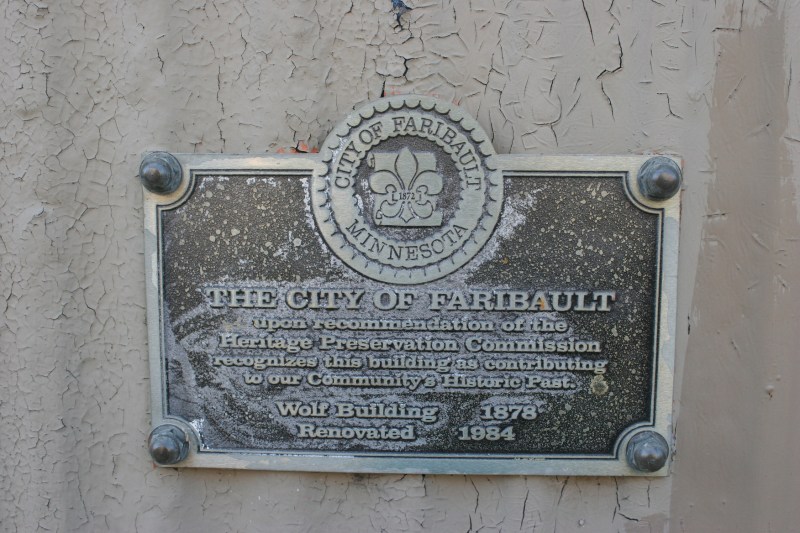 CITY OF FARIBAULT
1872
MINNESOTA
THE CITY OF FARIBAULT
upon recommendation of the
Heritage Preservation Commission
recognizes this building as contributing
to our Community's Historic Past.
Wolf Building 1878
Renovated 1984